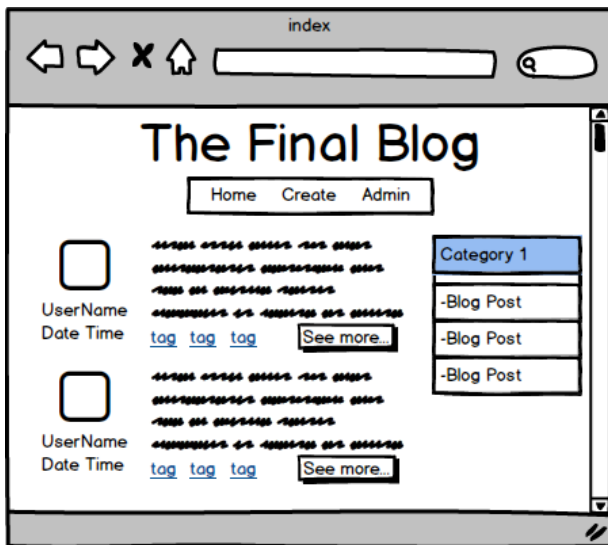 index
The Final Blog
Home Create Admin
UserName
Date Time
tag tag tag
See more...
UserName
Date Time
tag tag tag
See more...
Category 1
-Blog Post
-Blog Post
-Blog Post